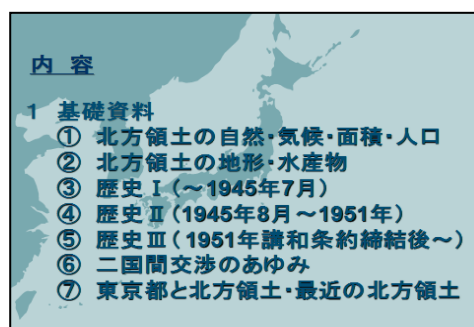 内 容
1 基礎資料
① 北方領土の自然・気候・面積・人口
② 北方領土の地形・水産物
③ 歴史Ⅰ(～1945年7月)
④ 歴史Ⅱ(1945年8月～1951年)
⑤ 歴史Ⅲ(1951年講和条約締結後～)
⑥ 二国間交渉のあゆみ
⑦ 東京都と北方領土・最近の北方領土